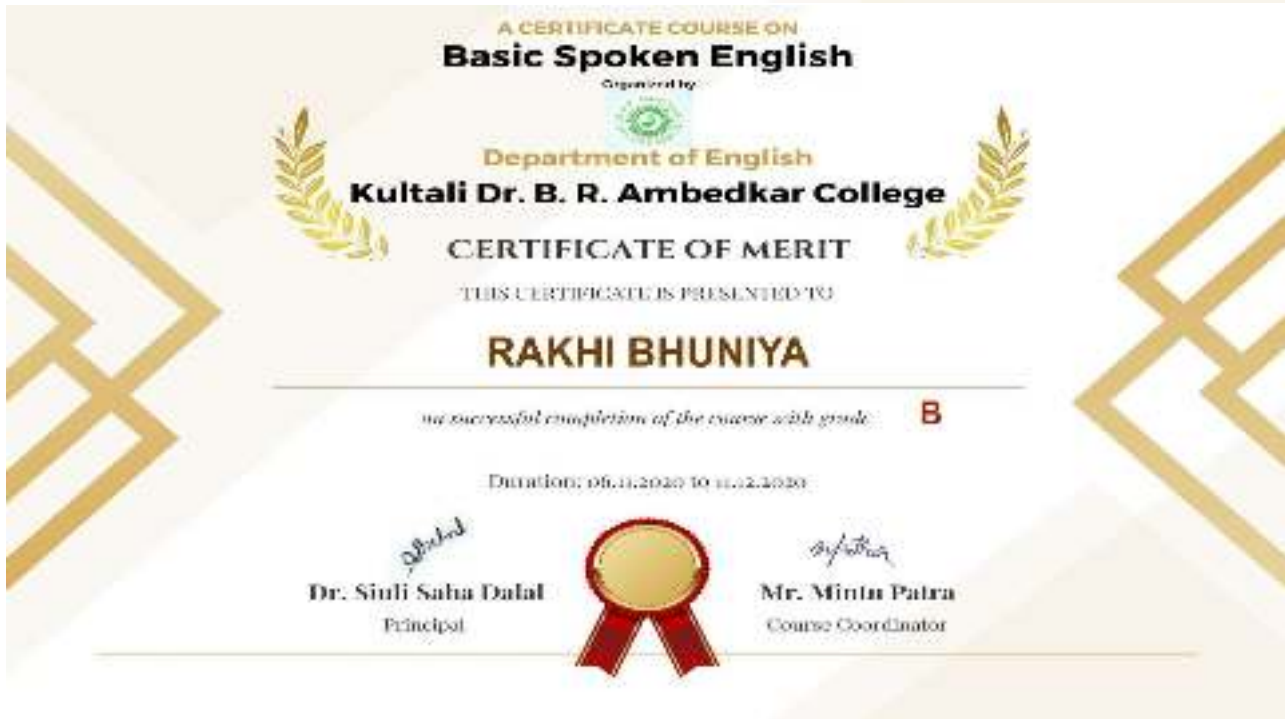 A CERTIFICATE COURSE ON
Basic Spoken English
Organized by
Department of English
Kultali Dr. B. R. Ambedkar College
CERTIFICATE OF MERIT
THIS CERTIFICATE IS PRESENTED TO
RAKHI BHUNIYA
on successful completion of the course with grade B
Duration: 06.11.2020 to 11.12.2020
Dr. Siuli Saha Dalal Mr. Mintu Patra
Principal Course Coordinator